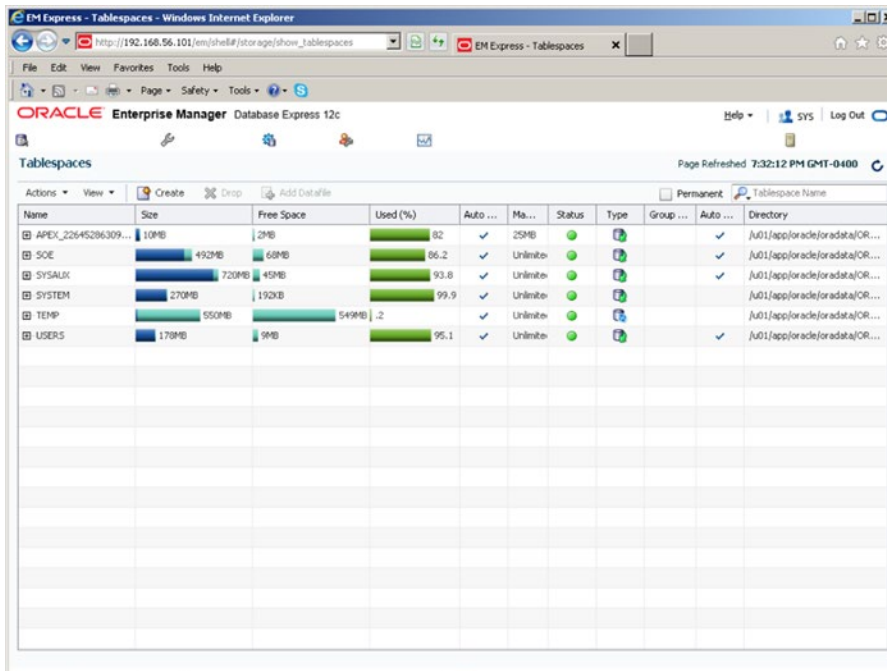 EM Express - Tablespaces - Windows Internet Explorer
http://192.168.56.101/em/shell#/storage/show_tablespaces
EM Express - Tablespaces
File Edit View Favorites Tools Help
Page Safety Tools
ORACLE Enterprise Manager Database Express 12c Help SYS Log Out
Tablespaces Page Refreshed 7:32:12 PM GMT-0400
Actions View Create Drop Add Datafile Permanent Tablespace Name
Name Size Free Space Used (%) Auto ... Ma... Status Type Group ... Auto ... Directory
APEX_22645286309... 10MB 2MB 82 25MB /u01/app/oracle/oradata/OR...
SOE 492MB 68MB 86.2 Unlimite /u01/app/oracle/oradata/OR...
SYSAUX 720MB 45MB 93.8 Unlimite /u01/app/oracle/oradata/OR...
SYSTEM 270MB 192KB 99.9 Unlimite /u01/app/oracle/oradata/OR...
TEMP 550MB 549MB .2 Unlimite /u01/app/oracle/oradata/OR...
USERS 178MB 9MB 95.1 Unlimite /u01/app/oracle/oradata/OR...